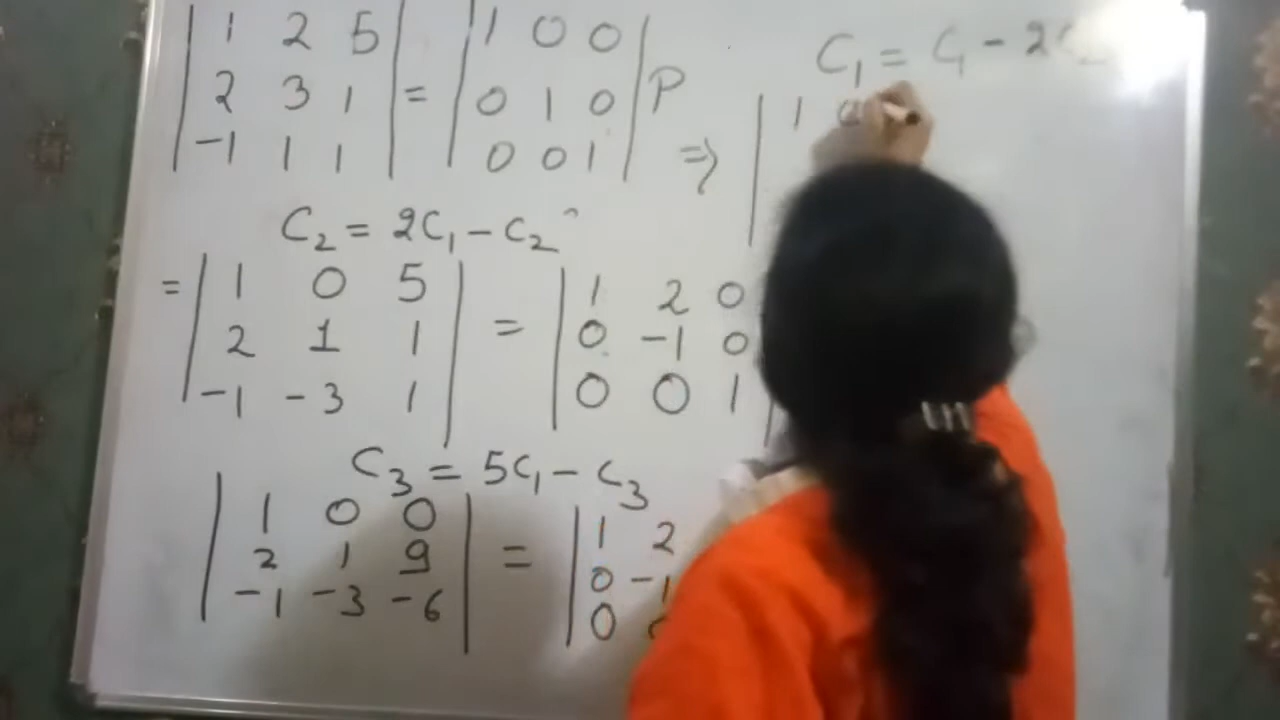 | 1 2 5 | = | 1 0 0 |
| 2 3 1 | = | 0 1 0 | P
| -1 1 1 | | 0 0 1 |
C₂ = 2C₁ - C₂
= | 1 0 5 | = | 1 2 0
| 2 1 1 | | 0 -1 0
| -1 -3 1 | | 0 0 1 |
C₃ = 5C₁ - C₃
| 1 0 0 | = | 1 2
| 2 1 9 | | 0 -1
| -1 -3 -6 | | 0
C₁ = C₁ - 2
⇒ | 1